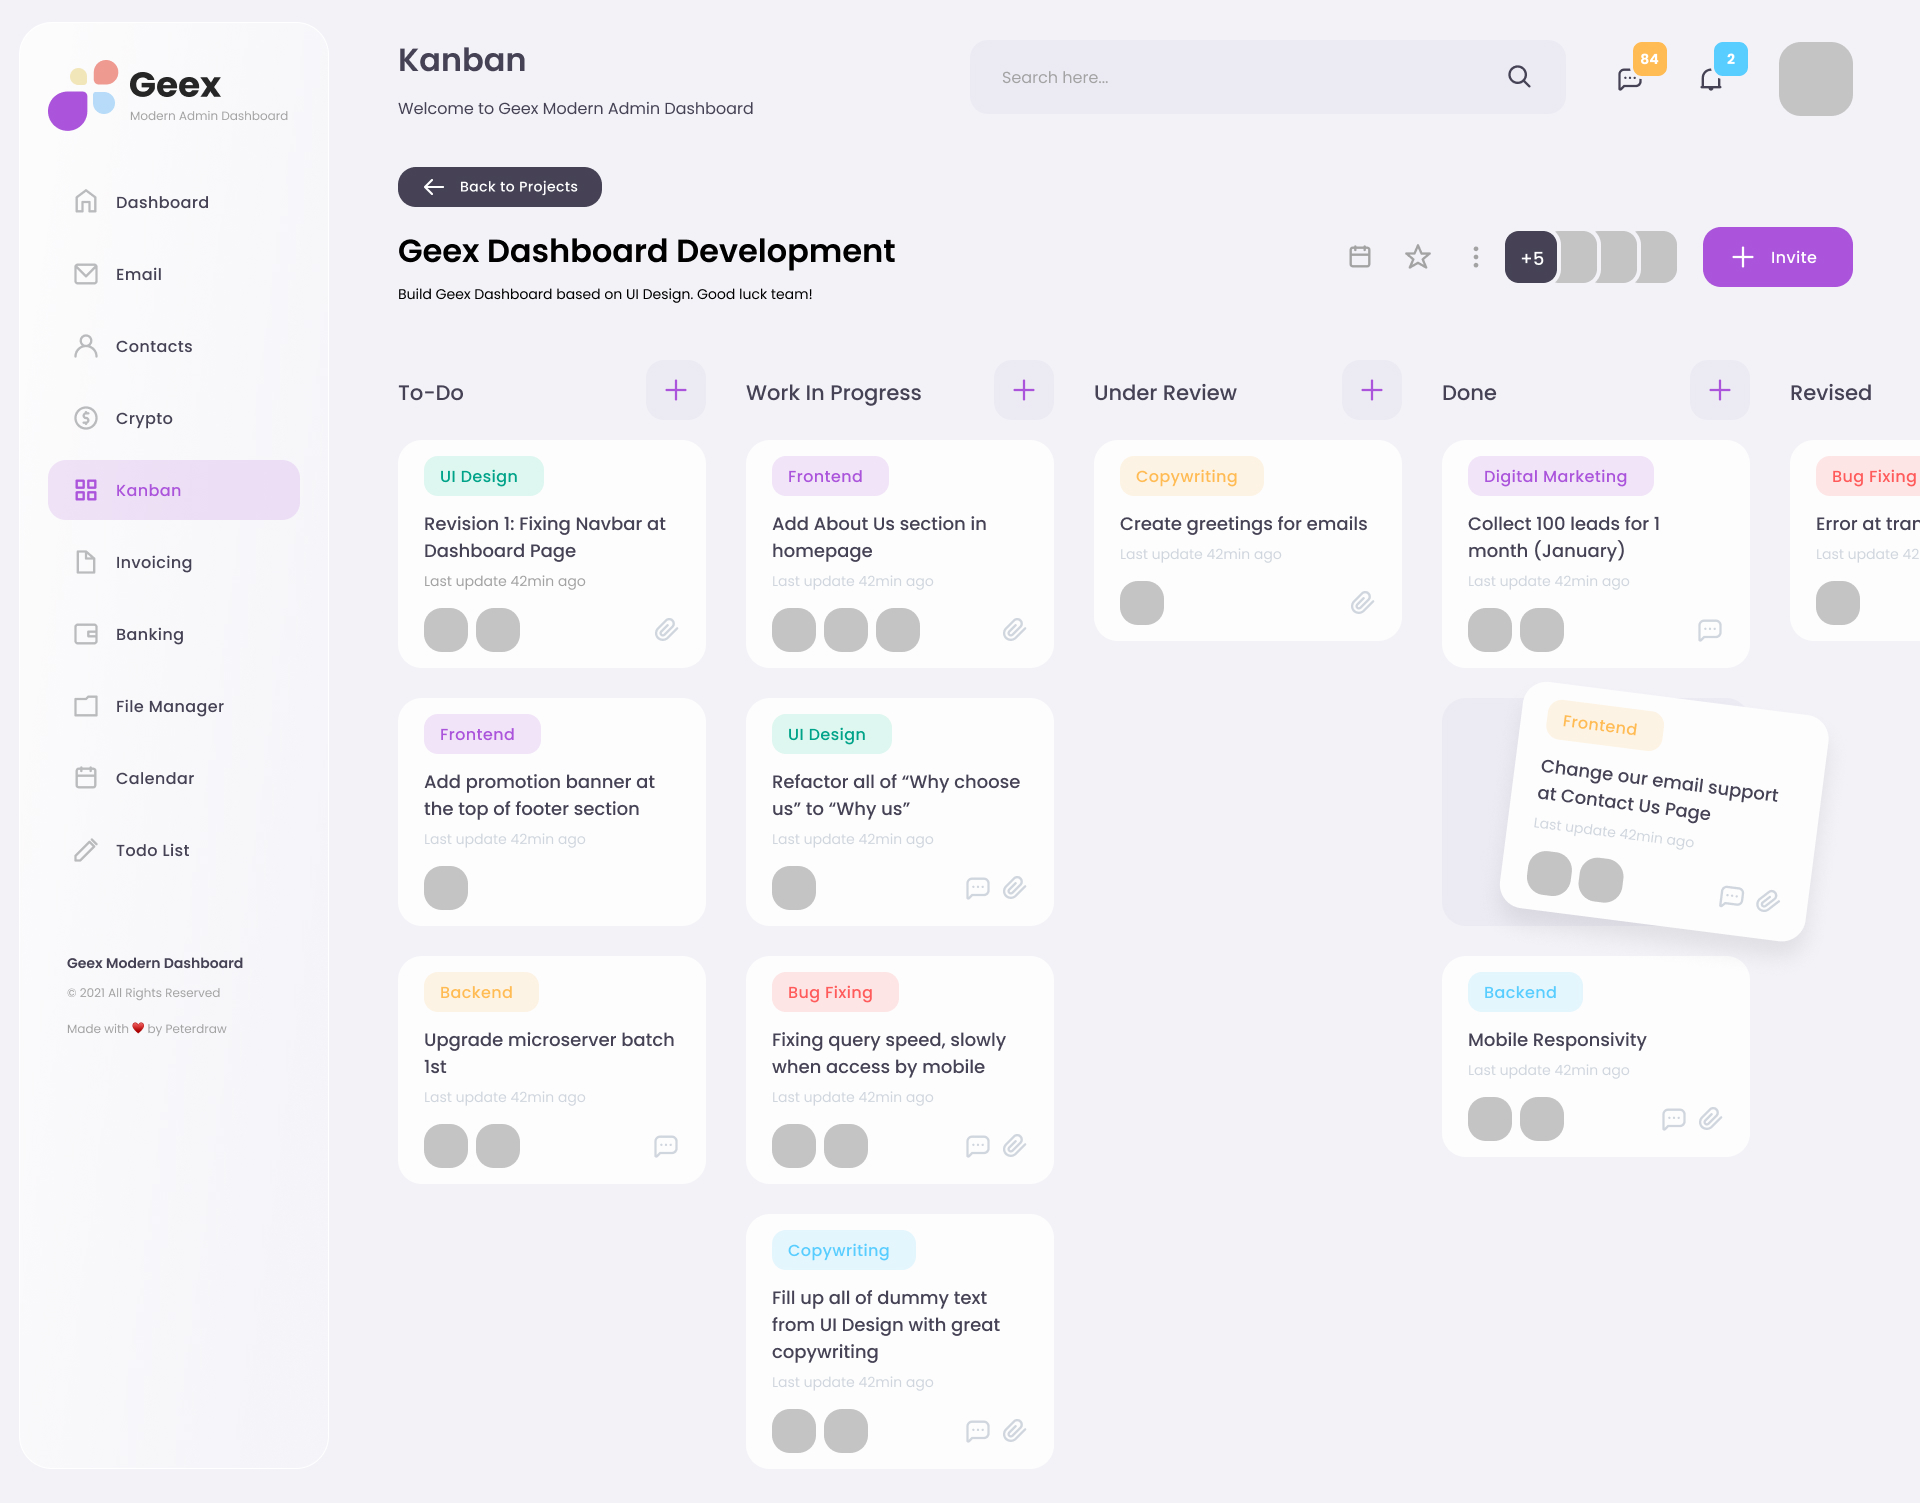 Geex
Modern Admin Dashboard
Dashboard
Email
Contacts
Crypto
Kanban
Invoicing
Banking
File Manager
Calendar
Todo List
Geex Modern Dashboard
© 2021 All Rights Reserved
Made with ❤ by Peterdraw
Kanban
Welcome to Geex Modern Admin Dashboard
Search here...
84
2
Back to Projects
Geex Dashboard Development
Build Geex Dashboard based on UI Design. Good luck team!
+5
Invite
To-Do
UI Design
Revision 1: Fixing Navbar at
Dashboard Page
Last update 42min ago
Frontend
Add promotion banner at
the top of footer section
Last update 42min ago
Backend
Upgrade microserver batch
1st
Last update 42min ago
Work In Progress
Frontend
Add About Us section in
homepage
Last update 42min ago
UI Design
Refactor all of “Why choose
us” to “Why us”
Last update 42min ago
Bug Fixing
Fixing query speed, slowly
when access by mobile
Last update 42min ago
Copywriting
Fill up all of dummy text
from UI Design with great
copywriting
Last update 42min ago
Under Review
Copywriting
Create greetings for emails
Last update 42min ago
Done
Digital Marketing
Collect 100 leads for 1
month (January)
Last update 42min ago
Frontend
Change our email support
at Contact Us Page
Last update 42min ago
Backend
Mobile Responsivity
Last update 42min ago
Revised
Bug Fixing
Error at tran
Last update 42